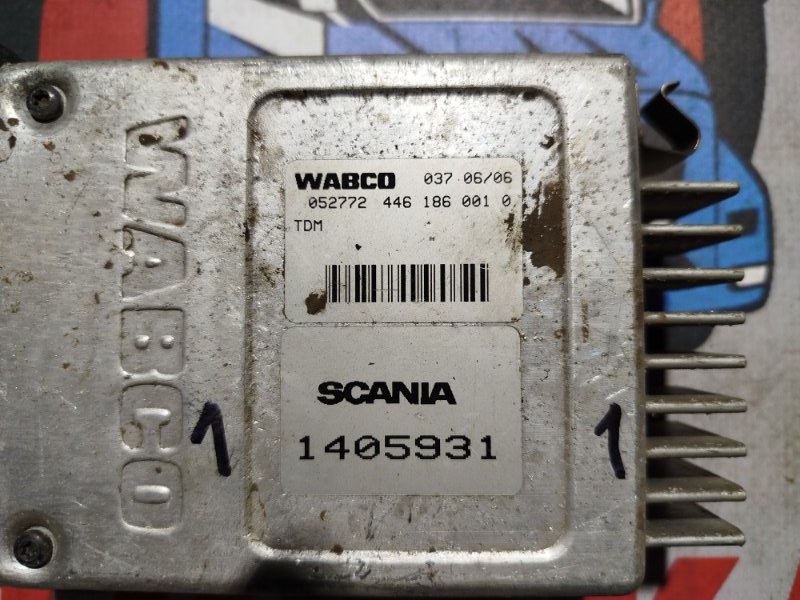 WABCO
WABCO 037 06/06
052772 446 186 001 0
TDM
SCANIA
1405931
1
1